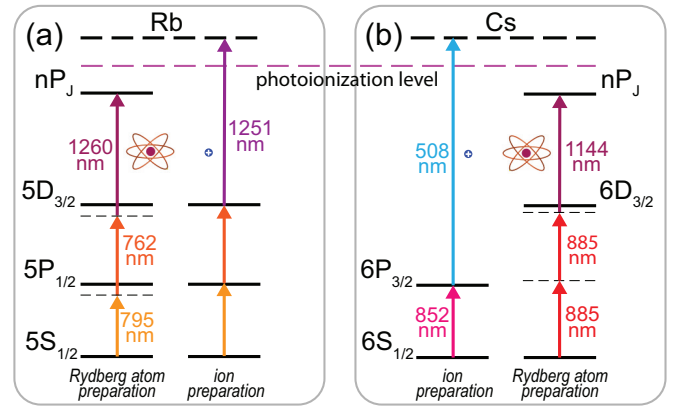 (a)
Rb
nP_J
1260
nm
1251
nm
5D_3/2
762
nm
5P_1/2
795
nm
5S_1/2
Rydberg atom
preparation
ion
preparation
photoionization level
(b)
Cs
nP_J
508
nm
1144
nm
6D_3/2
885
nm
6P_3/2
852
nm
885
nm
6S_1/2
ion
preparation
Rydberg atom
preparation